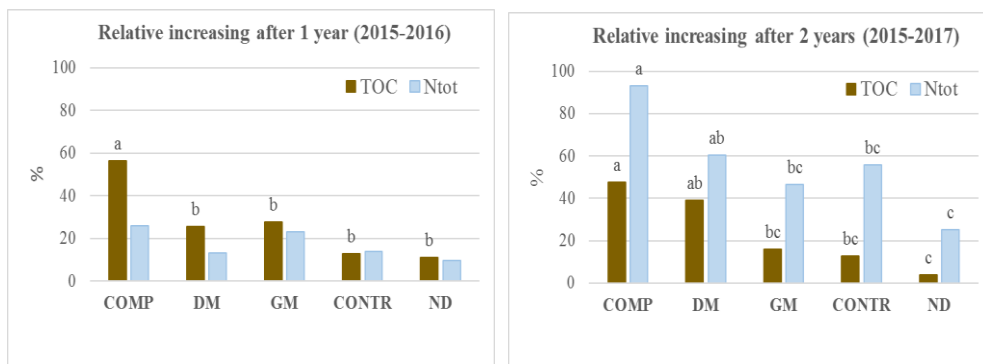 Relative increasing after 1 year (2015-2016)
100
TOC Ntot
80
60
a
40
%
b
b
20
b
b
0
COMP DM GM CONTR ND
Relative increasing after 2 years (2015-2017)
a
100
TOC Ntot
80
ab
bc
60
bc
a
%
ab
40
c
bc
bc
20
c
0
COMP DM GM CONTR ND